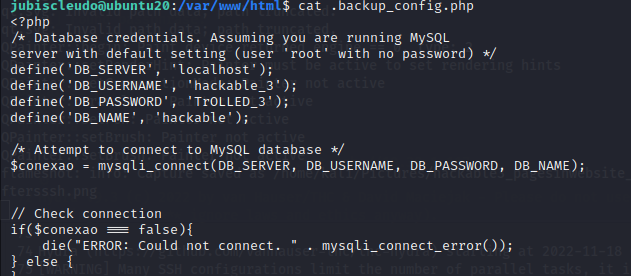 jubiscleudo@ubuntu20:/var/www/html$ cat .backup_config.php
<?php
/* Database credentials. Assuming you are running MySQL
server with default setting (user 'root' with no password) */
define('DB_SERVER', 'localhost');
define('DB_USERNAME', 'hackable_3');
define('DB_PASSWORD', 'TrOLLED_3');
define('DB_NAME', 'hackable');

/* Attempt to connect to MySQL database */
$conexao = mysqli_connect(DB_SERVER, DB_USERNAME, DB_PASSWORD, DB_NAME);

// Check connection
if($conexao === false){
    die("ERROR: Could not connect. " . mysqli_connect_error());
} else {